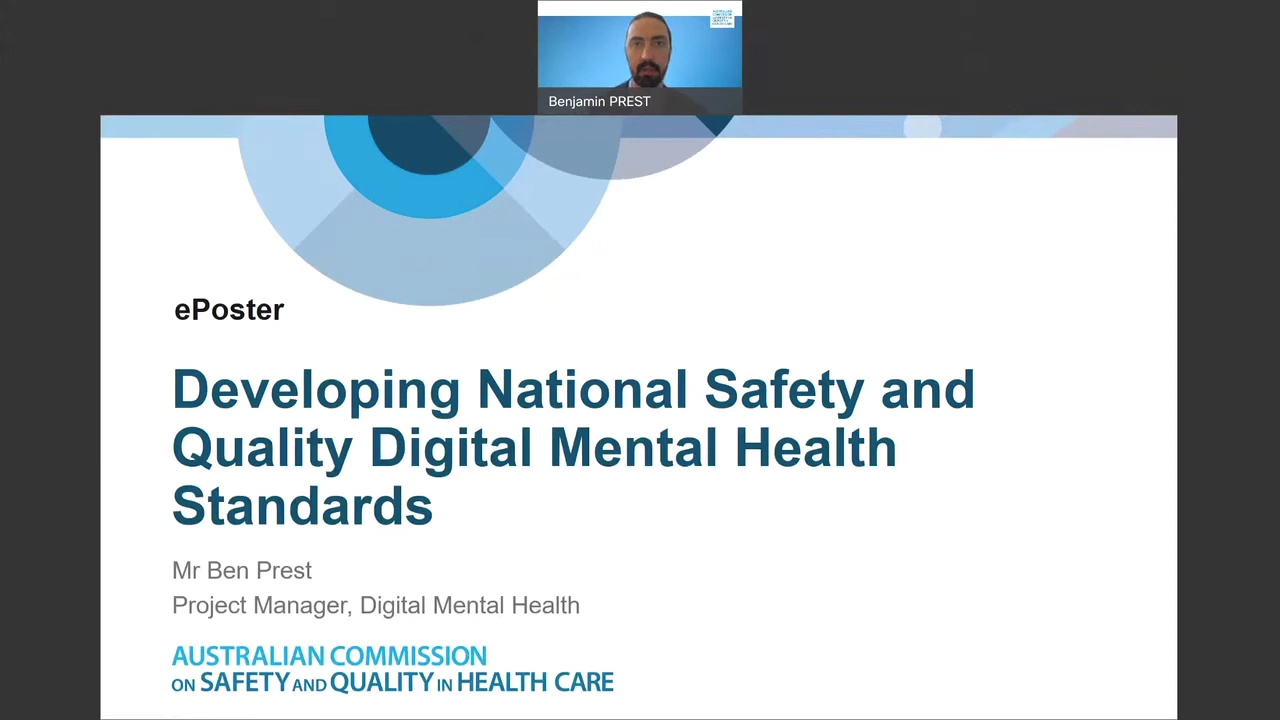 Benjamin PREST
ePoster
Developing National Safety and
Quality Digital Mental Health
Standards
Mr Ben Prest
Project Manager, Digital Mental Health
AUSTRALIAN COMMISSION
ON SAFETY AND QUALITY IN HEALTH CARE